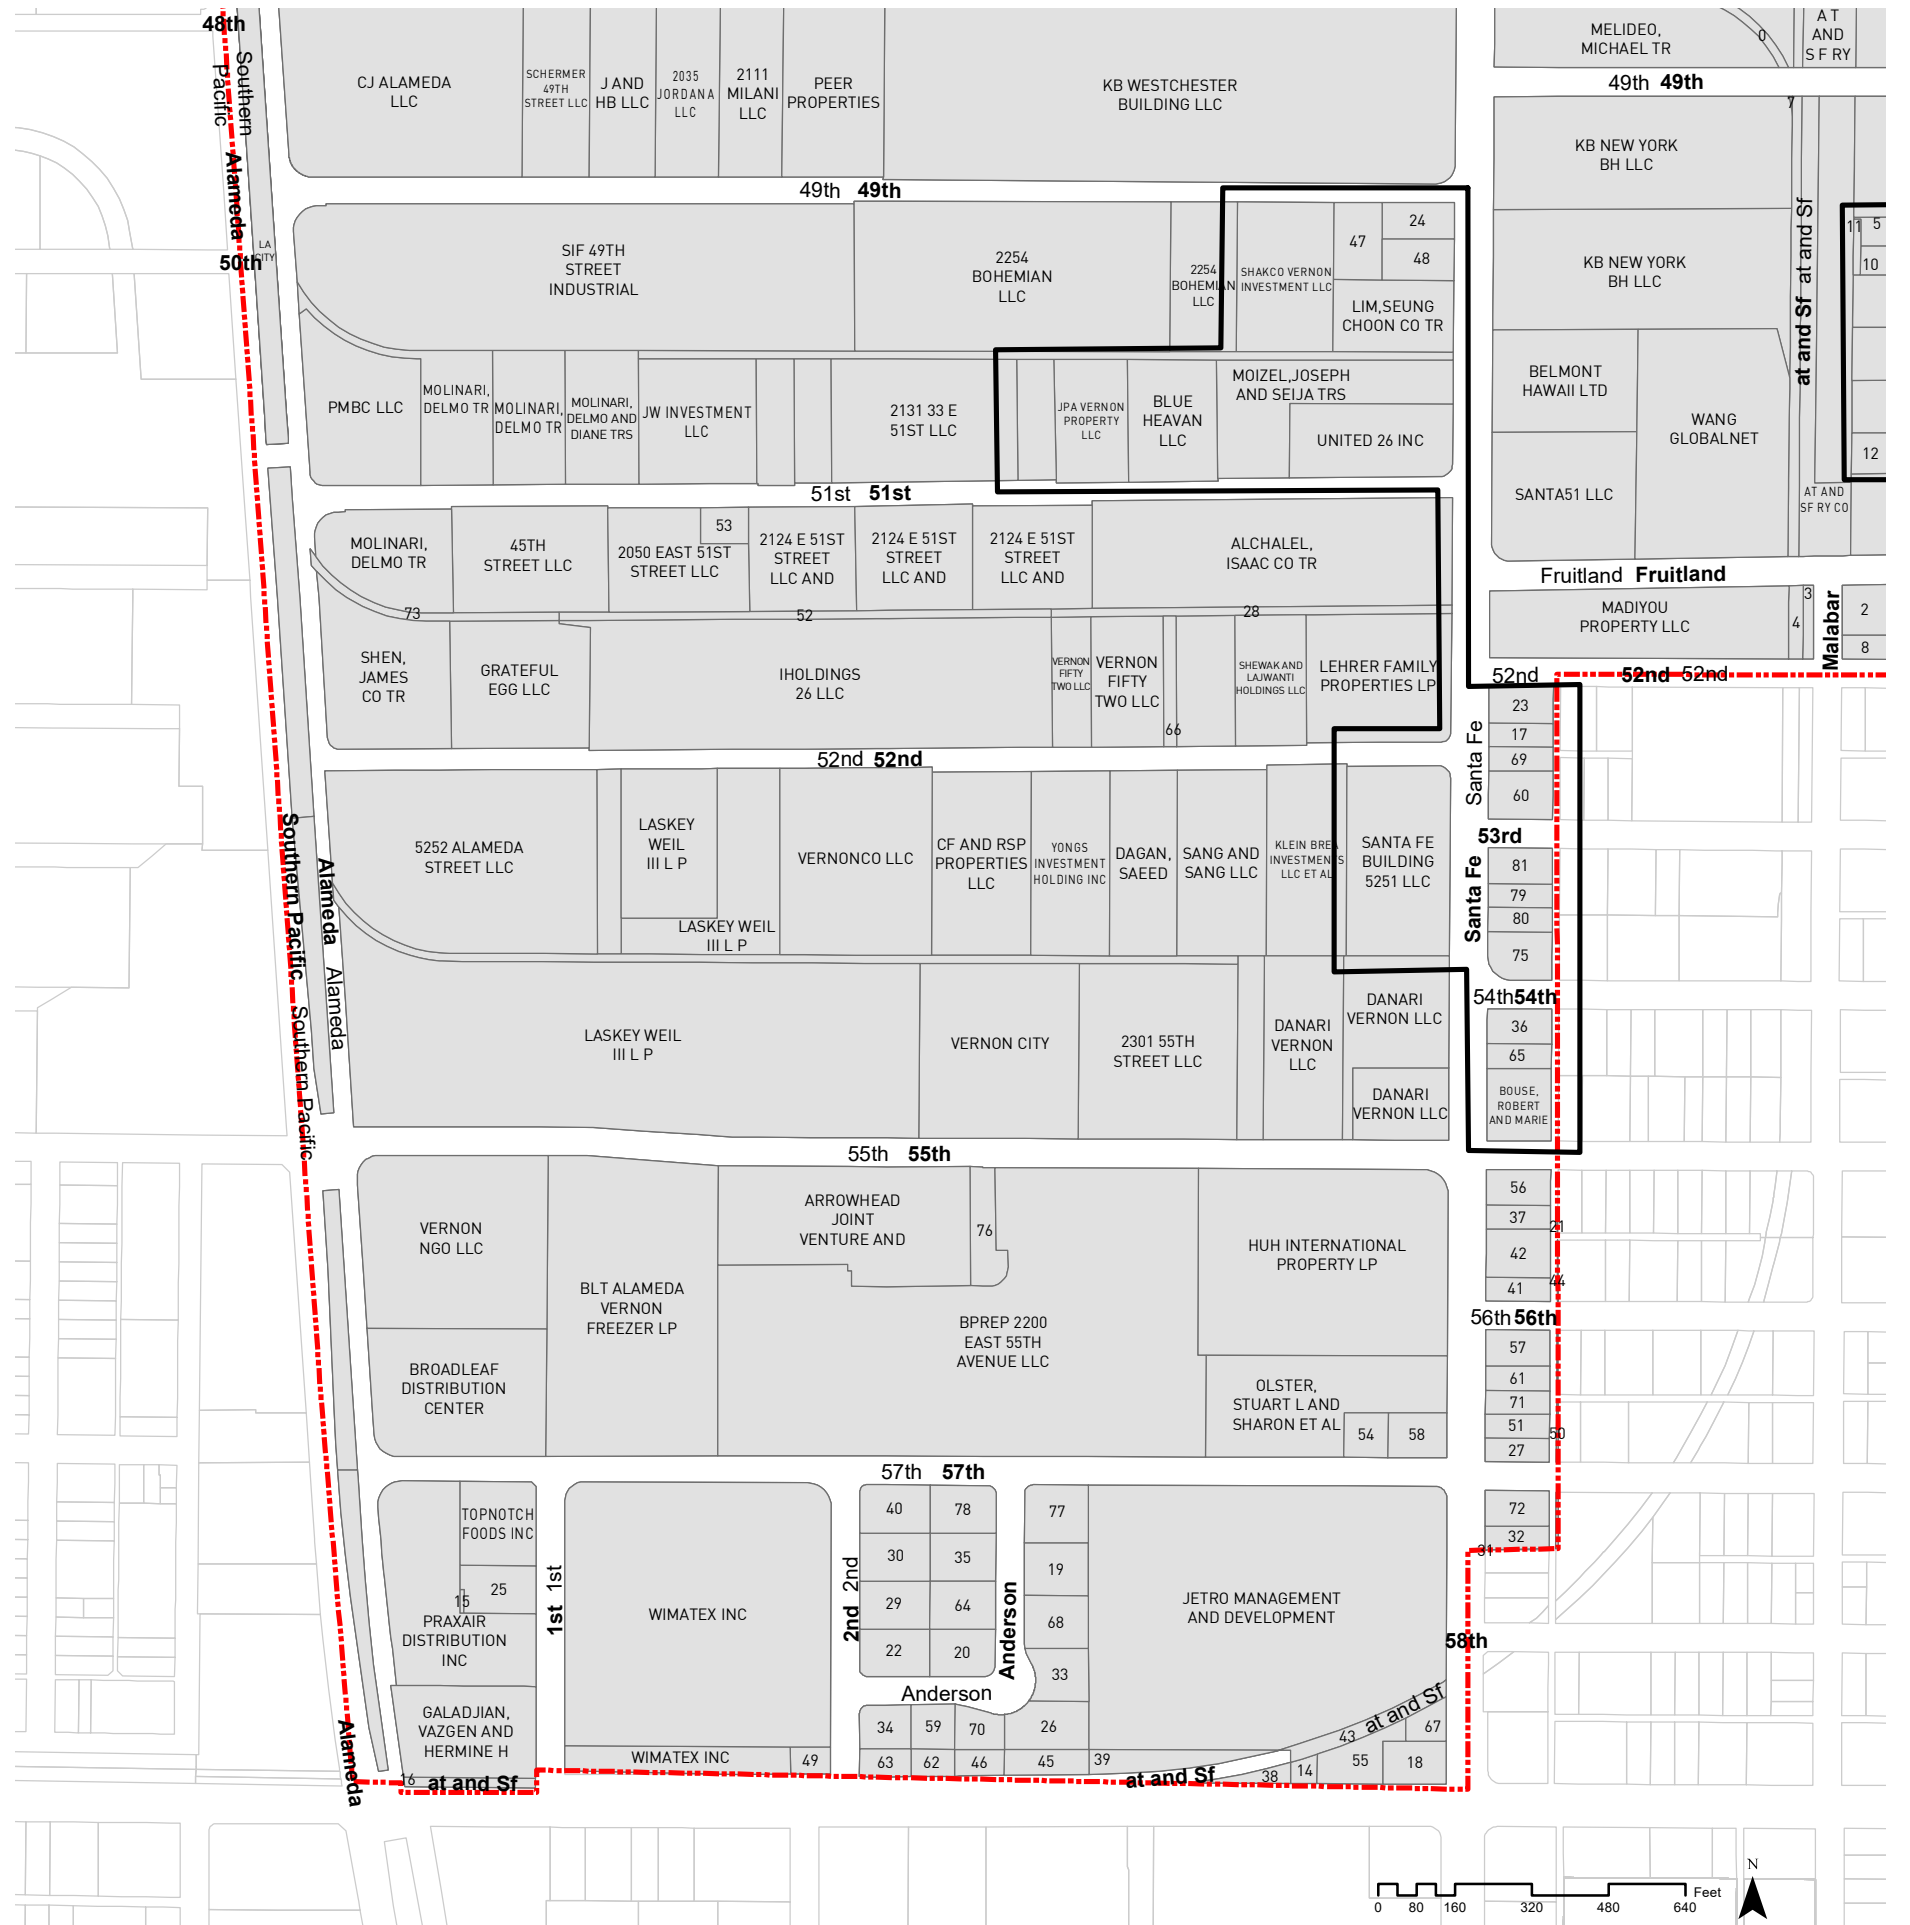 48th
Southern
Pacific
Alameda
50th
LA
CITY
CJ ALAMEDA
LLC
SCHERMER
49TH
STREET LLC
J AND
HB LLC
2035
JORDANA
LLC
2111
MILANI
LLC
PEER
PROPERTIES
KB WESTCHESTER
BUILDING LLC
MELIDEO,
MICHAEL TR
0
A T
AND
S F RY
49th 49th
7
KB NEW YORK
BH LLC
49th 49th
SIF 49TH
STREET
INDUSTRIAL
2254
BOHEMIAN
LLC
2254
BOHEMIAN
LLC
SHAKCO VERNON
INVESTMENT LLC
47
24
48
LIM,SEUNG
CHOON CO TR
KB NEW YORK
BH LLC
at and Sf at and Sf
11
5
10
12
PMBC LLC
MOLINARI,
DELMO TR
MOLINARI,
DELMO TR
MOLINARI,
DELMO AND
DIANE TRS
JW INVESTMENT
LLC
2131 33 E
51ST LLC
JPA VERNON
PROPERTY
LLC
BLUE
HEAVAN
LLC
MOIZEL,JOSEPH
AND SEIJA TRS
UNITED 26 INC
BELMONT
HAWAII LTD
WANG
GLOBALNET
SANTA51 LLC
AT AND
SF RY CO
51st 51st
MOLINARI,
DELMO TR
45TH
STREET LLC
53
2050 EAST 51ST
STREET LLC
2124 E 51ST
STREET
LLC AND
2124 E 51ST
STREET
LLC AND
2124 E 51ST
STREET
LLC AND
ALCHALEL,
ISAAC CO TR
Fruitland Fruitland
73
52
28
MADIYOU
PROPERTY LLC
4
3
Malabar
2
8
SHEN,
JAMES
CO TR
GRATEFUL
EGG LLC
IHOLDINGS
26 LLC
VERNON
FIFTY
TWO LLC
VERNON
FIFTY
TWO LLC
66
SHEWAK AND
LAJWANTI
HOLDINGS LLC
LEHRER FAMILY
PROPERTIES LP
52nd
52nd 52nd
52nd 52nd
Santa Fe
23
17
69
60
53rd
Southern Pacific Southern Pacific
Alameda Alameda
5252 ALAMEDA
STREET LLC
LASKEY
WEIL
III L P
LASKEY WEIL
III L P
VERNONCO LLC
CF AND RSP
PROPERTIES
LLC
YONGS
INVESTMENT
HOLDING INC
DAGAN,
SAEED
SANG AND
SANG LLC
KLEIN BREA
INVESTMENTS
LLC ET AL
SANTA FE
BUILDING
5251 LLC
Santa Fe
81
79
80
75
54th 54th
LASKEY WEIL
III L P
VERNON CITY
2301 55TH
STREET LLC
DANARI
VERNON
LLC
DANARI
VERNON LLC
DANARI
VERNON LLC
36
65
BOUSE,
ROBERT
AND MARIE
55th 55th
VERNON
NGO LLC
BROADLEAF
DISTRIBUTION
CENTER
BLT ALAMEDA
VERNON
FREEZER LP
ARROWHEAD
JOINT
VENTURE AND
76
BPREP 2200
EAST 55TH
AVENUE LLC
HUH INTERNATIONAL
PROPERTY LP
OLSTER,
STUART L AND
SHARON ET AL
54
58
56
37
21
42
44
41
56th 56th
57
61
71
51
50
27
57th 57th
TOPNOTCH
FOODS INC
25
15
PRAXAIR
DISTRIBUTION
INC
GALADJIAN,
VAZGEN AND
HERMINE H
16
at and Sf
Alameda
1st 1st
WIMATEX INC
WIMATEX INC
49
2nd 2nd
40
78
30
35
29
64
22
20
Anderson
Anderson
77
19
68
33
34
59
70
26
63
62
46
45
39
JETRO MANAGEMENT
AND DEVELOPMENT
at and Sf
43
67
55
18
14
38
at and Sf
72
32
31
58th
N
Feet
0 80 160 320 480 640